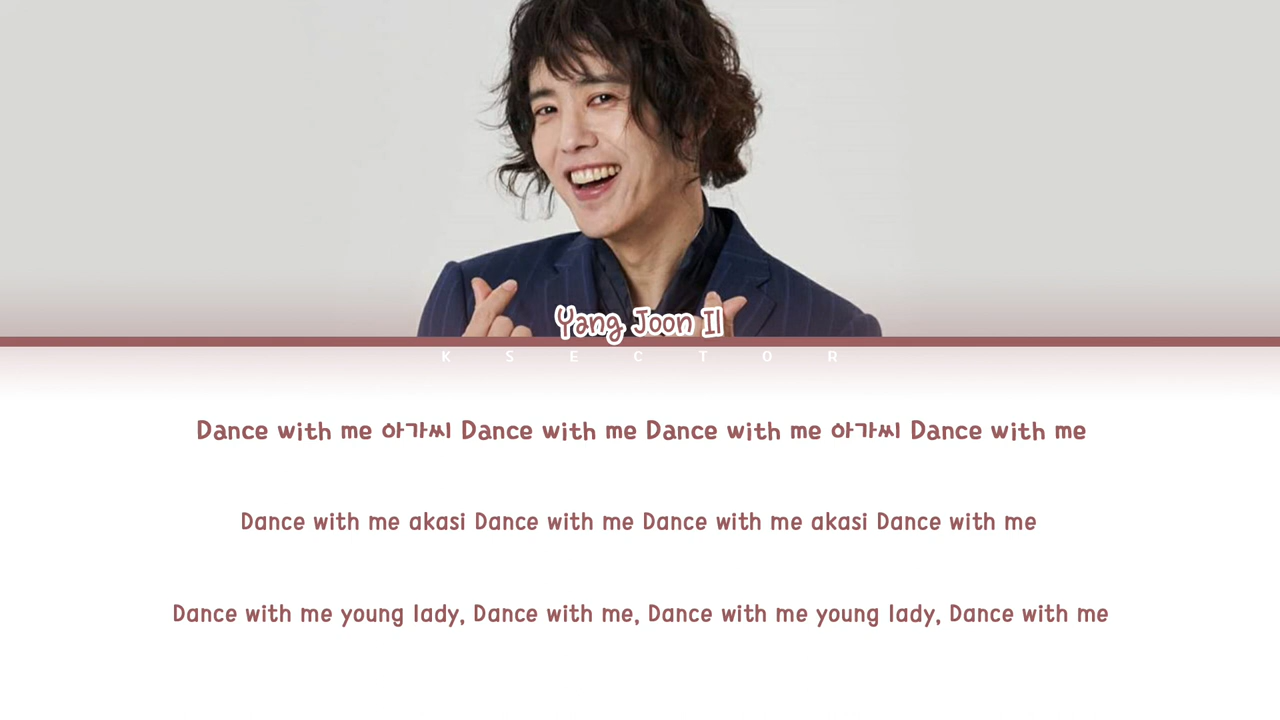 Yang Joon Il
K S E C T O R
Dance with me 아가씨 Dance with me Dance with me 아가씨 Dance with me
Dance with me akasi Dance with me Dance with me akasi Dance with me
Dance with me young lady, Dance with me, Dance with me young lady, Dance with me